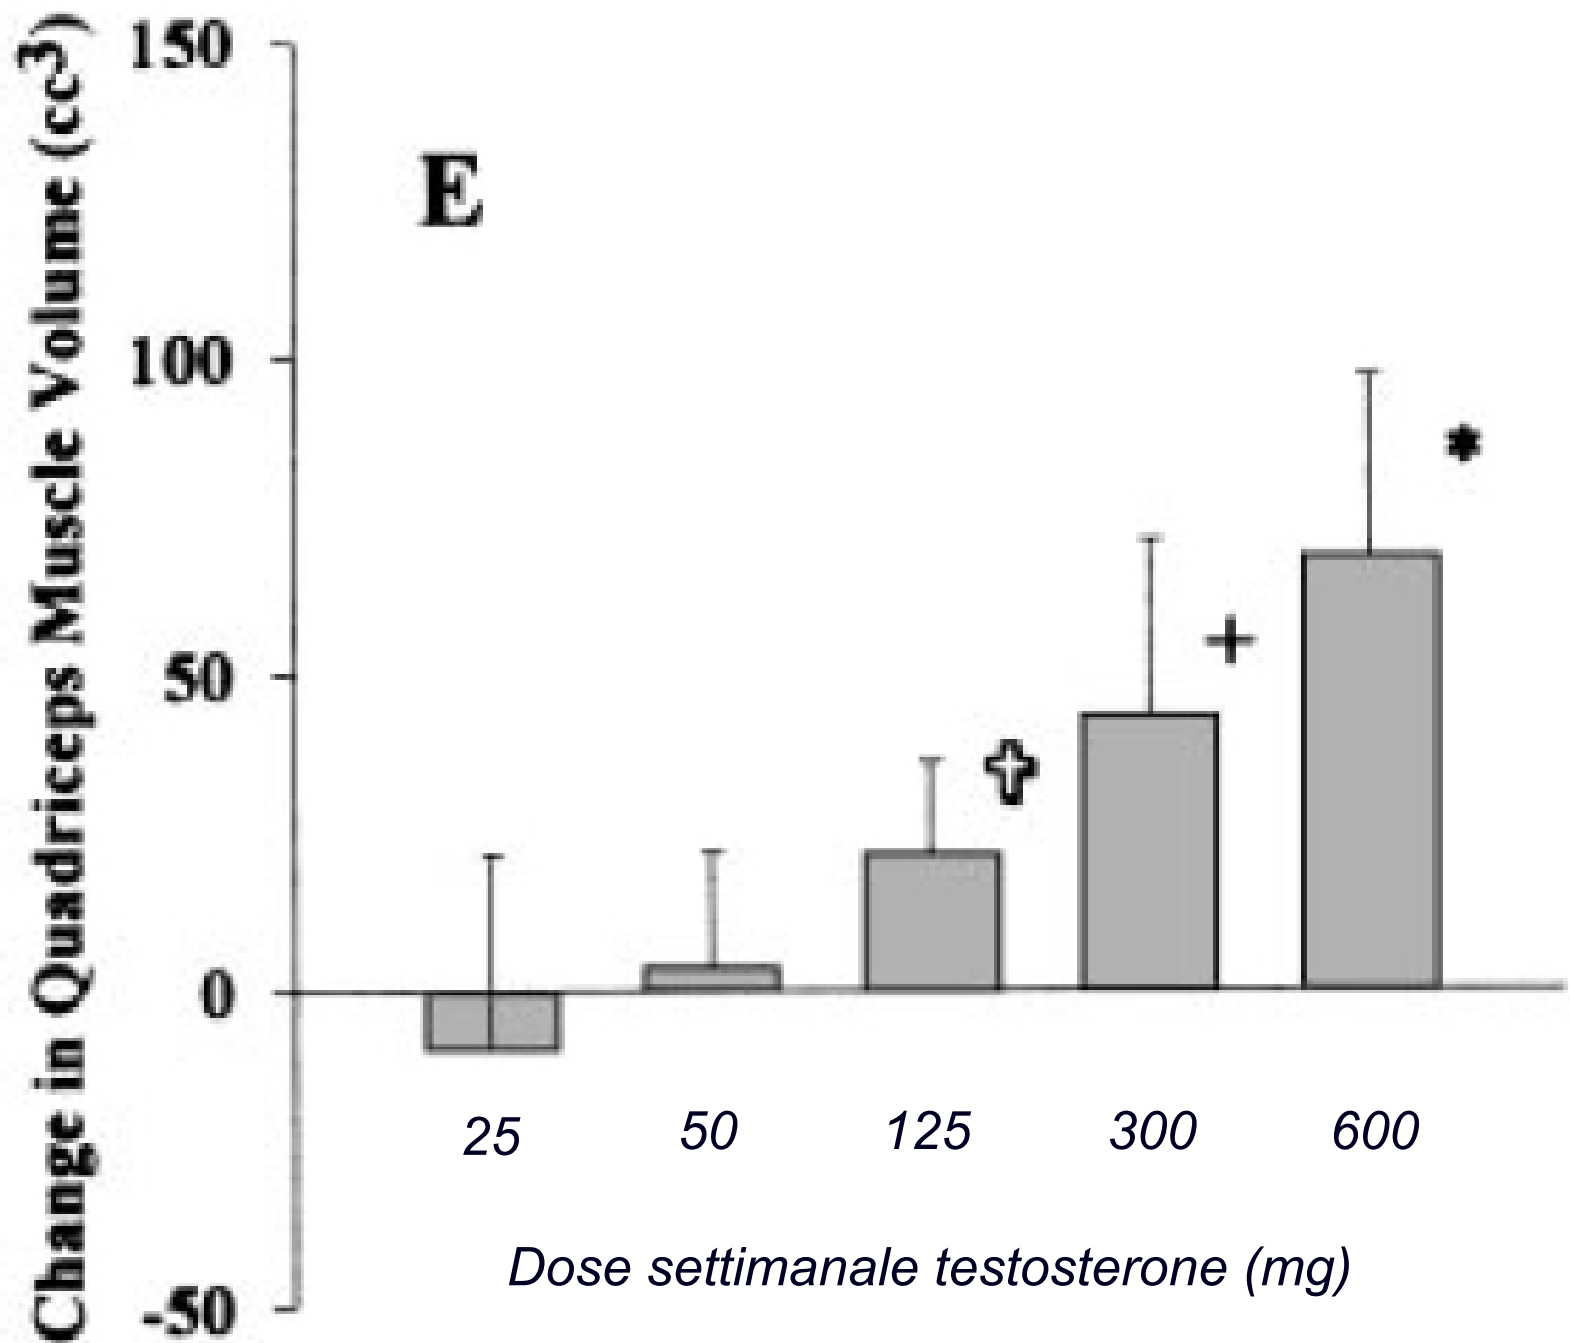 Change in Quadriceps Muscle Volume (cc³)
150
100
50
0
-50
E
✞
+
*
25 50 125 300 600
Dose settimanale testosterone (mg)